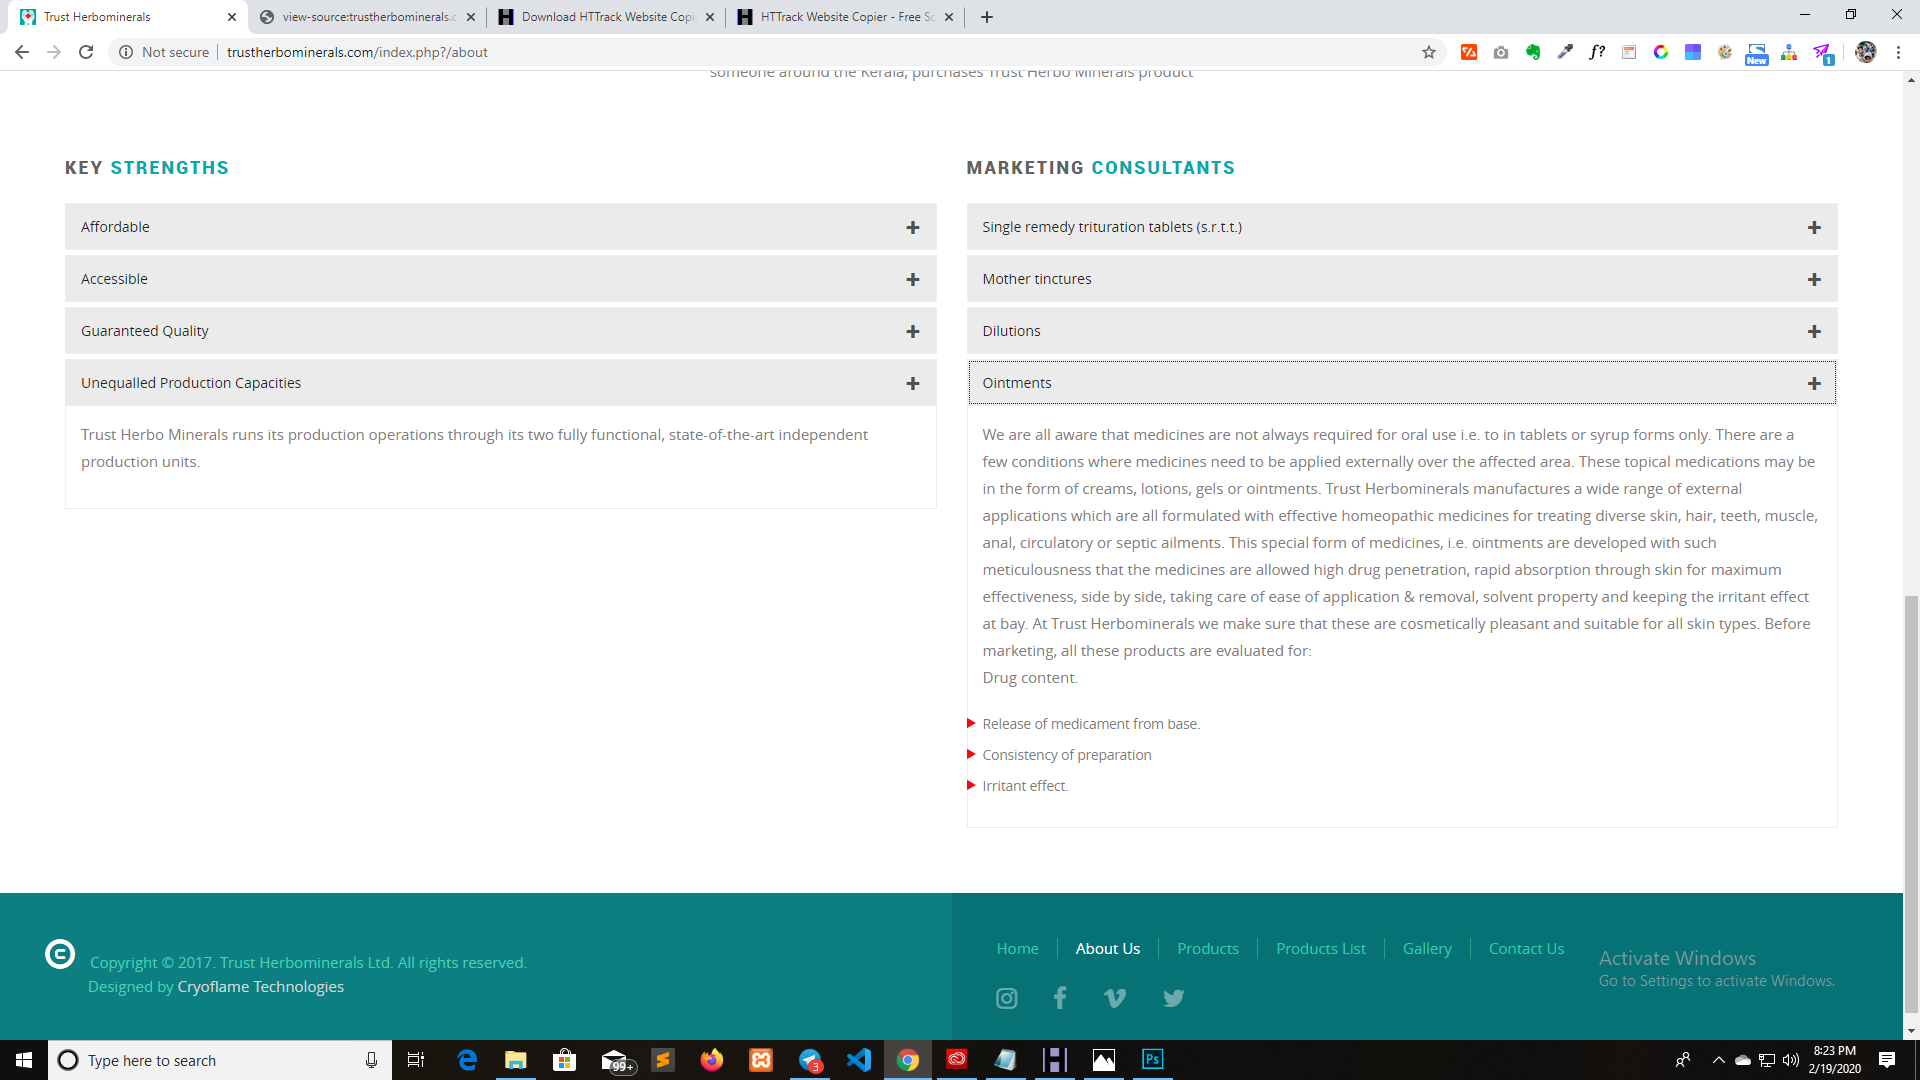 Trust Herbominerals
view-source:trustherbominerals.c
Download HTTrack Website Copi
HTTrack Website Copier - Free So
Not secure
trustherbominerals.com/index.php?/about
f?
New
1
someone around the Kerala, purchases Trust Herbo Minerals product
KEY STRENGTHS
Affordable
Accessible
Guaranteed Quality
Unequalled Production Capacities
Trust Herbo Minerals runs its production operations through its two fully functional, state-of-the-art independent
production units.
MARKETING CONSULTANTS
Single remedy trituration tablets (s.r.t.t.)
Mother tinctures
Dilutions
Ointments
We are all aware that medicines are not always required for oral use i.e. to in tablets or syrup forms only. There are a
few conditions where medicines need to be applied externally over the affected area. These topical medications may be
in the form of creams, lotions, gels or ointments. Trust Herbominerals manufactures a wide range of external
applications which are all formulated with effective homeopathic medicines for treating diverse skin, hair, teeth, muscle,
anal, circulatory or septic ailments. This special form of medicines, i.e. ointments are developed with such
meticulousness that the medicines are allowed high drug penetration, rapid absorption through skin for maximum
effectiveness, side by side, taking care of ease of application & removal, solvent property and keeping the irritant effect
at bay. At Trust Herbominerals we make sure that these are cosmetically pleasant and suitable for all skin types. Before
marketing, all these products are evaluated for:
Drug content.
Release of medicament from base.
Consistency of preparation
Irritant effect.
Copyright © 2017. Trust Herbominerals Ltd. All rights reserved.
Designed by Cryoflame Technologies
Home
About Us
Products
Products List
Gallery
Contact Us
Activate Windows
Go to Settings to activate Windows.
Type here to search
99+
3
Ps
8:23 PM
2/19/2020